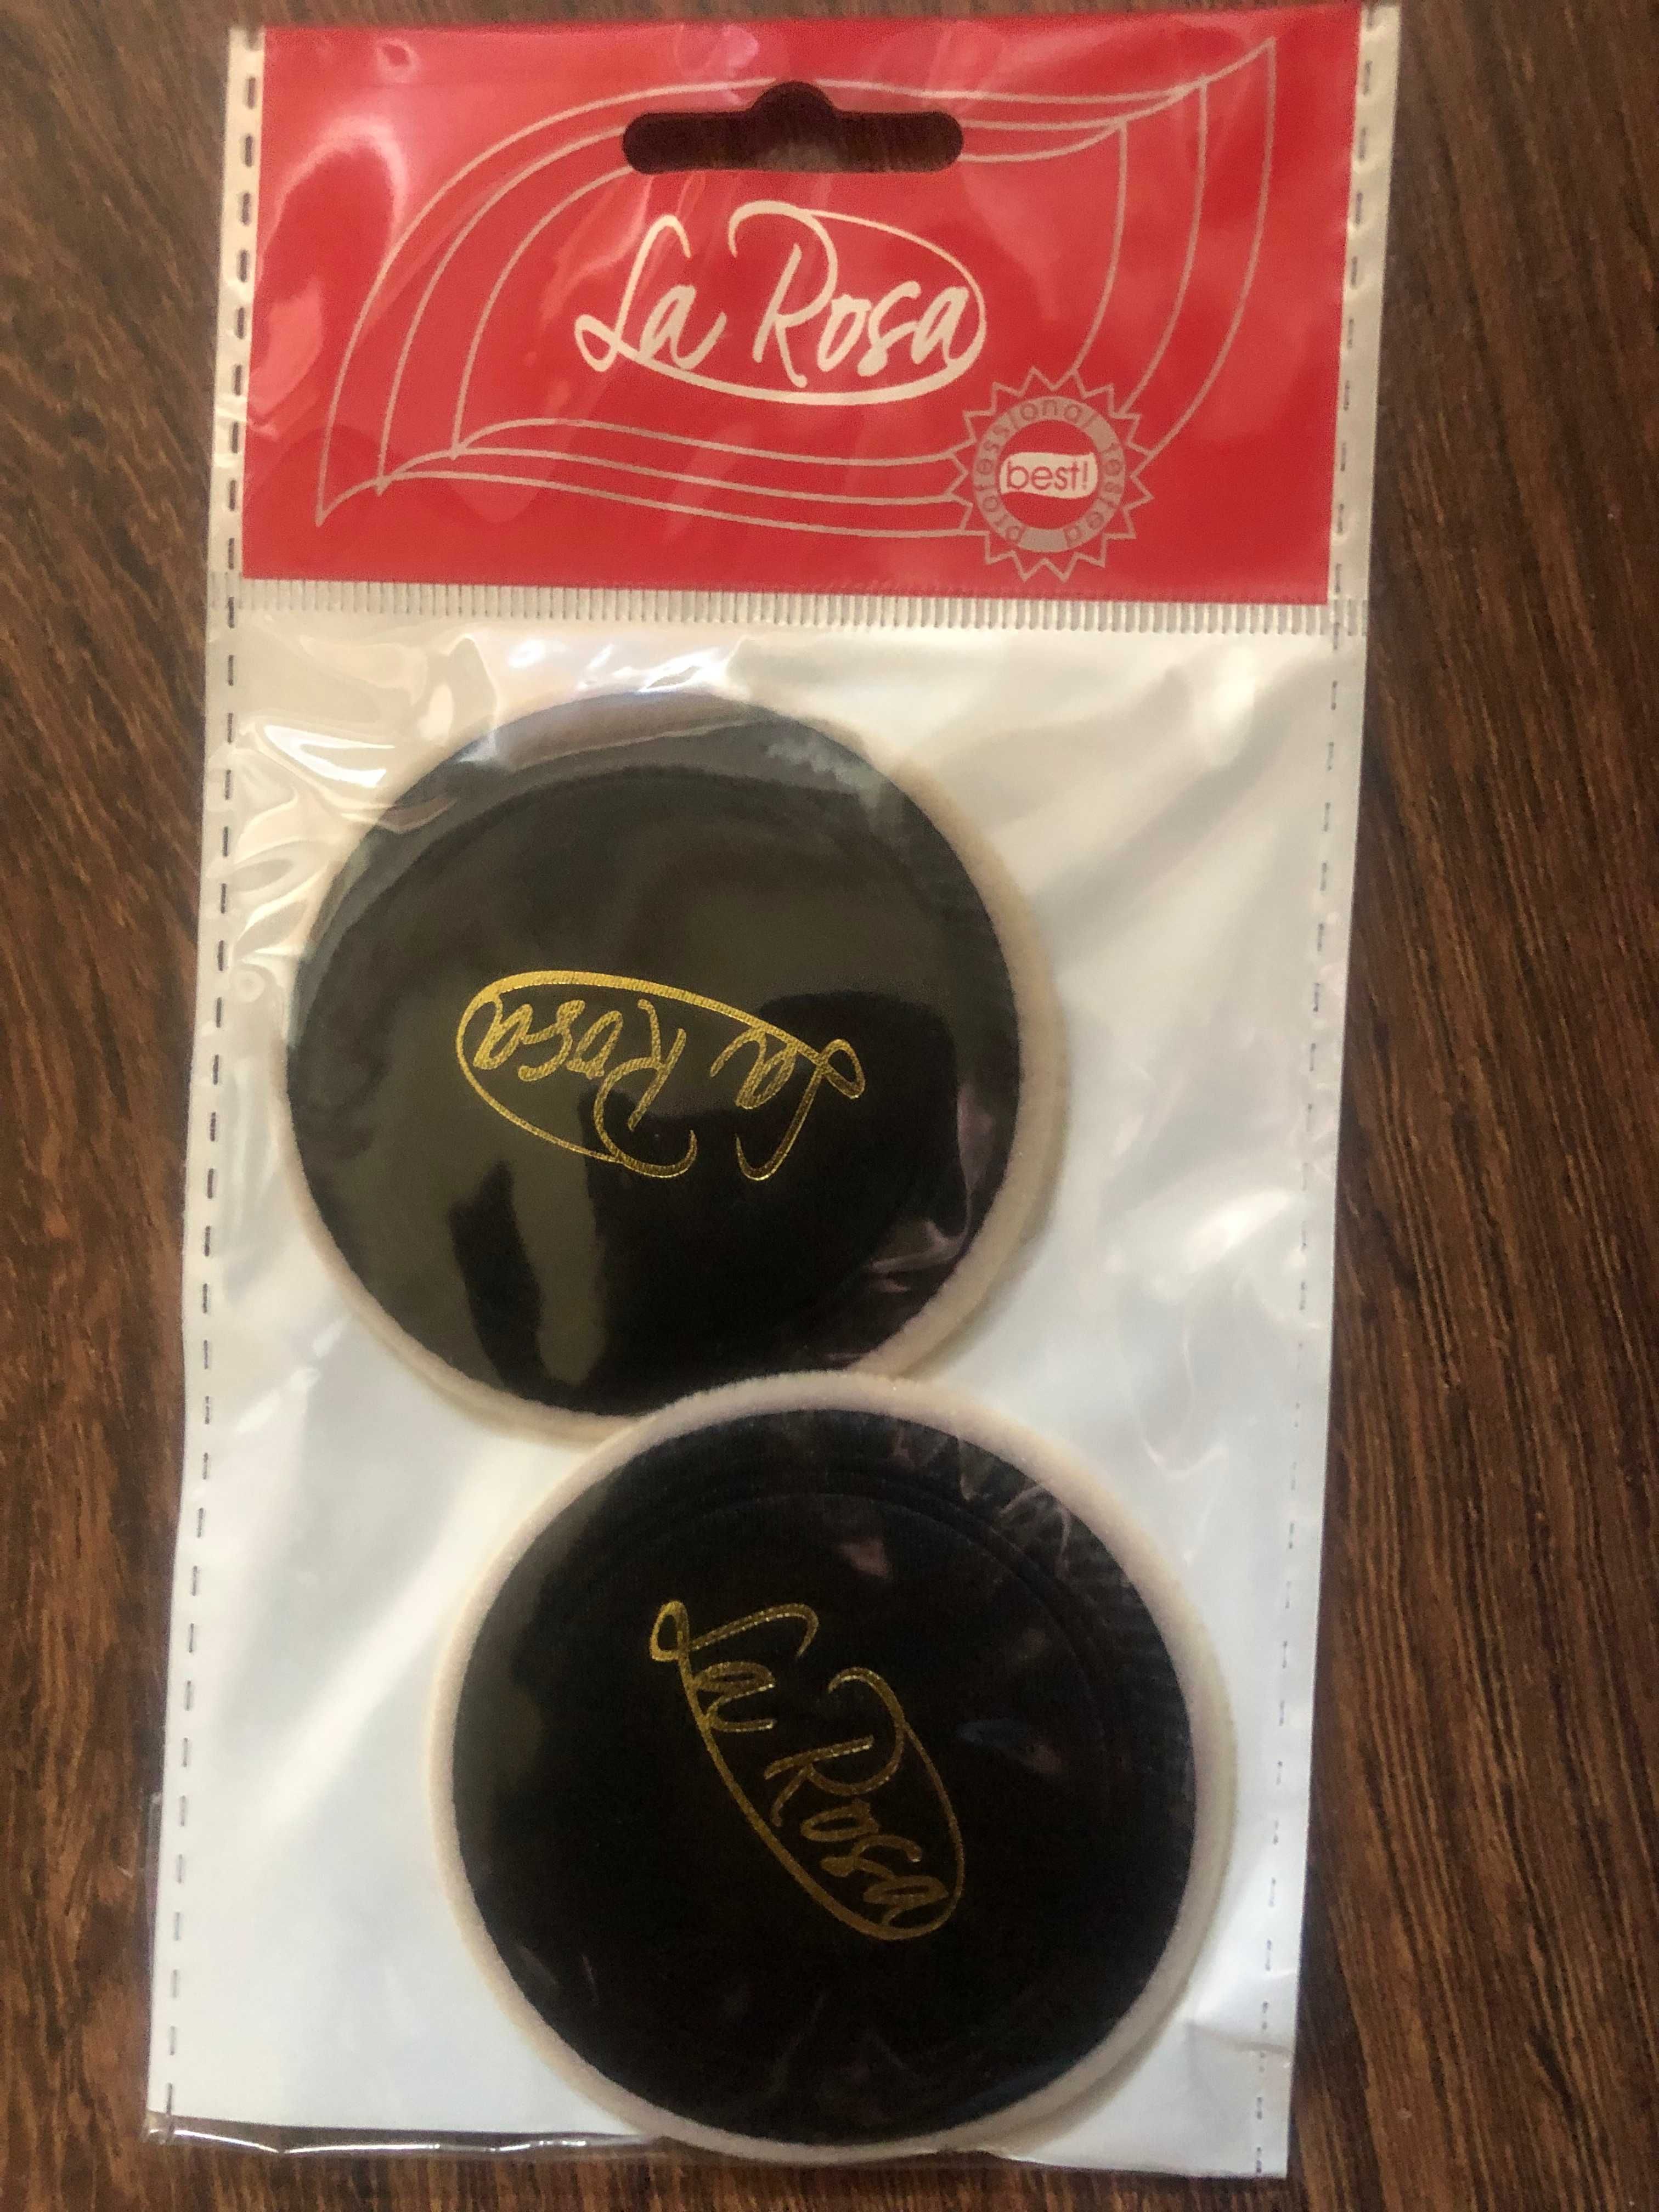 La Rosa
professional tested
best!
La Rosa
La Rosa